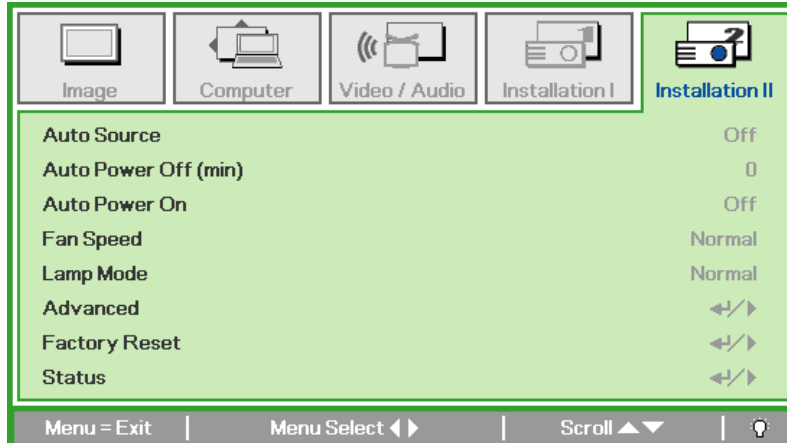 Image Computer Video / Audio Installation I Installation II
Auto Source Off
Auto Power Off (min) 0
Auto Power On Off
Fan Speed Normal
Lamp Mode Normal
Advanced
Factory Reset
Status
Menu = Exit Menu Select Scroll